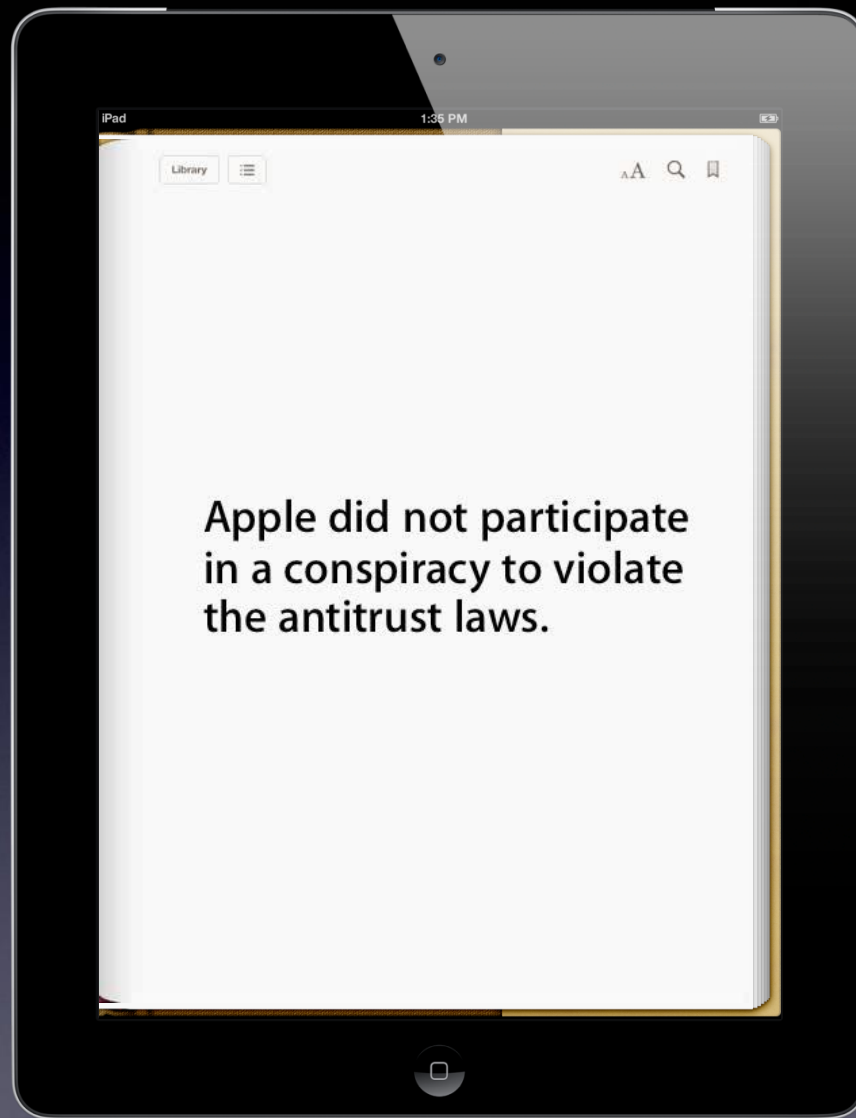 iPad 1:35 PM
Library AA
Apple did not participate
in a conspiracy to violate
the antitrust laws.